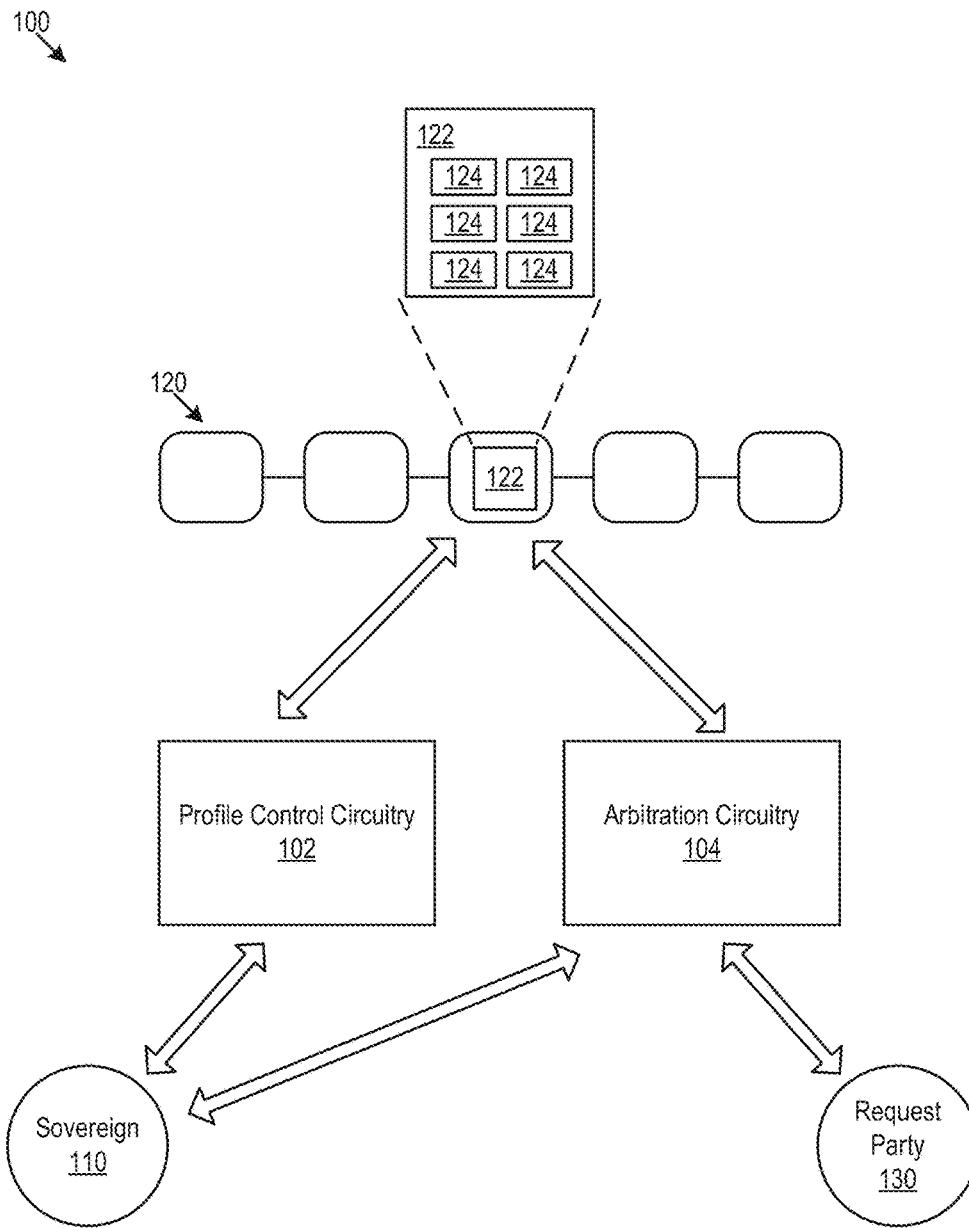 100
122
124 124
124 124
124 124
120
122
Profile Control Circuitry
102
Arbitration Circuitry
104
Sovereign
110
Request
Party
130